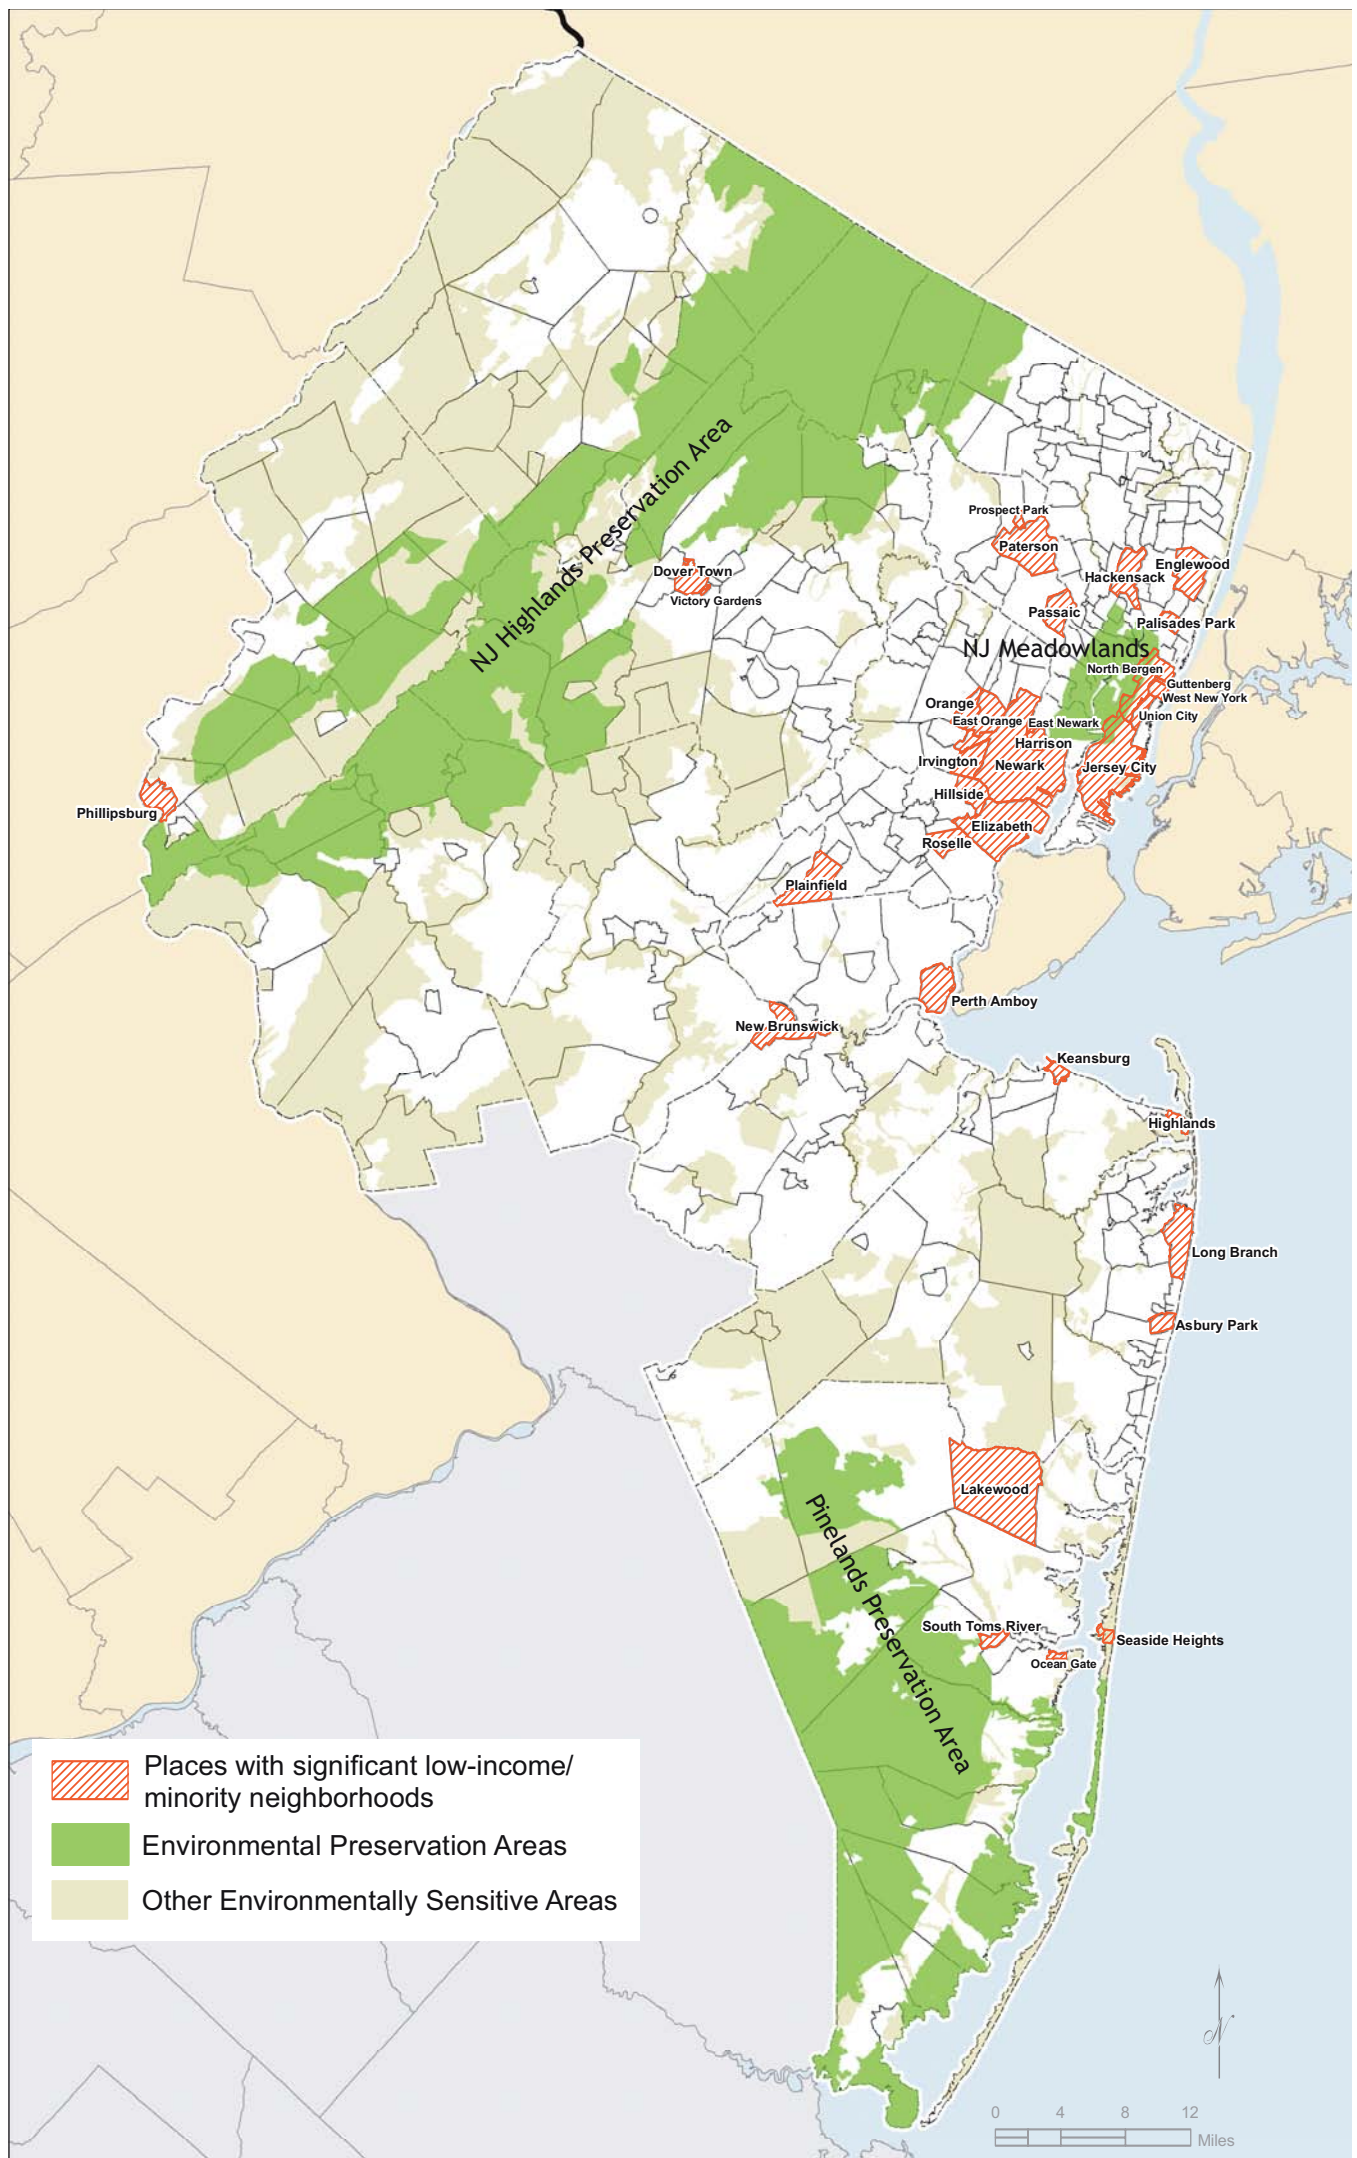 NJ Highlands Preservation Area
Prospect Park
Paterson
Dover Town
Victory Gardens
Hackensack
Englewood
Passaic
Palisades Park
NJ Meadowlands
North Bergen
Guttenberg
West New York
Union City
Orange
East Orange
East Newark
Harrison
Irvington
Newark
Jersey City
Hillside
Elizabeth
Roselle
Phillipsburg
Plainfield
Perth Amboy
New Brunswick
Keansburg
Highlands
Long Branch
Asbury Park
Lakewood
Pinelands Preservation Area
South Toms River
Seaside Heights
Ocean Gate
Places with significant low-income/
minority neighborhoods
Environmental Preservation Areas
Other Environmentally Sensitive Areas
N
0 4 8 12
Miles